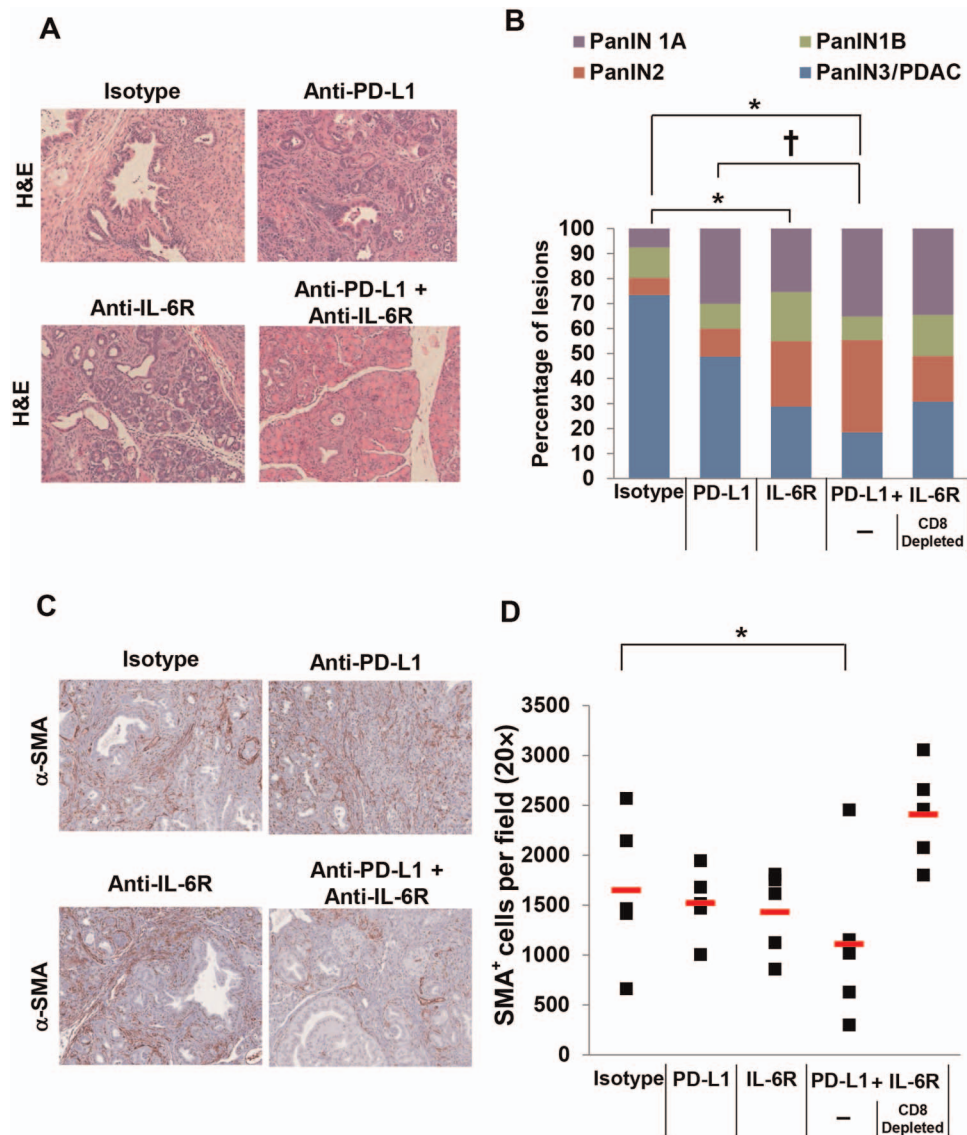 A
Isotype
Anti-PD-L1
H&E
Anti-IL-6R
Anti-PD-L1 +
Anti-IL-6R
H&E
B
PanIN 1A
PanIN1B
PanIN2
PanIN3/PDAC
*
†
*
Percentage of lesions
100
90
80
70
60
50
40
30
20
10
0
Isotype
PD-L1
IL-6R
PD-L1 + IL-6R
–
CD8
Depleted
C
Isotype
Anti-PD-L1
α-SMA
Anti-IL-6R
Anti-PD-L1 +
Anti-IL-6R
α-SMA
D
*
SMA⁺ cells per field (20×)
3500
3000
2500
2000
1500
1000
500
0
Isotype
PD-L1
IL-6R
PD-L1 + IL-6R
–
CD8
Depleted